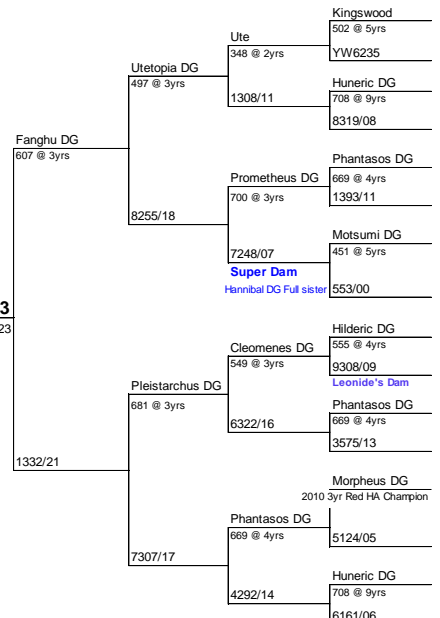 Kingswood
502 @ 5yrs
Ute
348 @ 2yrs
YW6235
Utetopia DG
497 @ 3yrs
Huneric DG
708 @ 9yrs
1308/11
8319/08
Fanghu DG
607 @ 3yrs
Phantasos DG
669 @ 4yrs
Prometheus DG
700 @ 3yrs
1393/11
8255/18
Motsumi DG
451 @ 5yrs
7248/07
Super Dam
Hannibal DG Full sister
553/00
3
23
Hilderic DG
555 @ 4yrs
Cleomenes DG
549 @ 3yrs
9308/09
Leonide's Dam
Pleistarchus DG
681 @ 3yrs
Phantasos DG
669 @ 4yrs
6322/16
3575/13
1332/21
Morpheus DG
2010 3yr Red HA Champion
Phantasos DG
669 @ 4yrs
5124/05
7307/17
Huneric DG
708 @ 9yrs
4292/14
6161/06